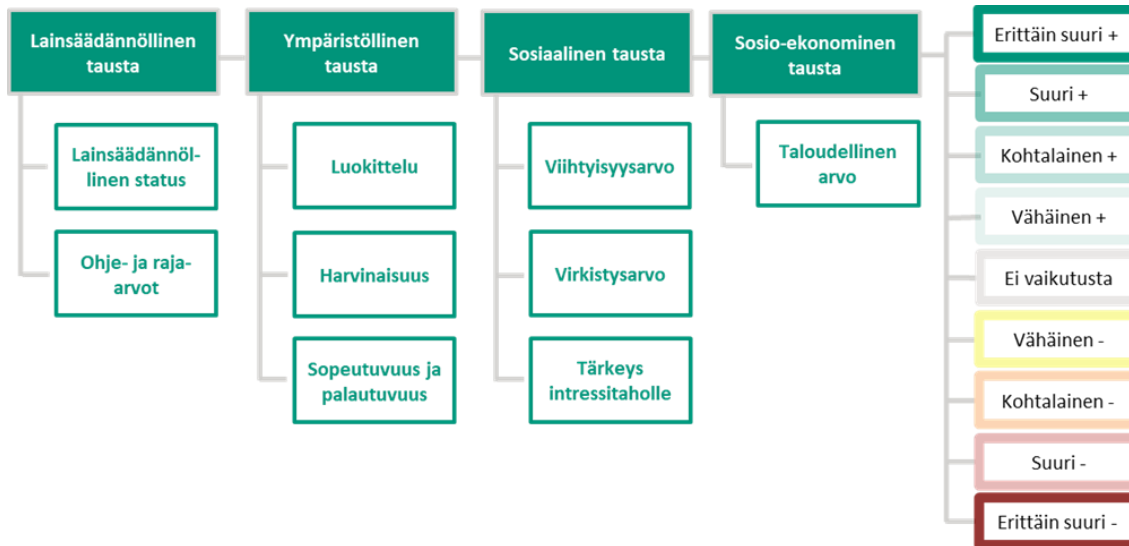 Lainsäädännöllinen
tausta
Lainsäädännöl-
linen status
Ohje- ja raja-
arvot
Ympäristöllinen
tausta
Luokittelu
Harvinaisuus
Sopeutuvuus ja
palautuvuus
Sosiaalinen tausta
Viihtyisyysarvo
Virkistysarvo
Tärkeys
intressitaholle
Sosio-ekonominen
tausta
Taloudellinen
arvo
Erittäin suuri +
Suuri +
Kohtalainen +
Vähäinen +
Ei vaikutusta
Vähäinen -
Kohtalainen -
Suuri -
Erittäin suuri -